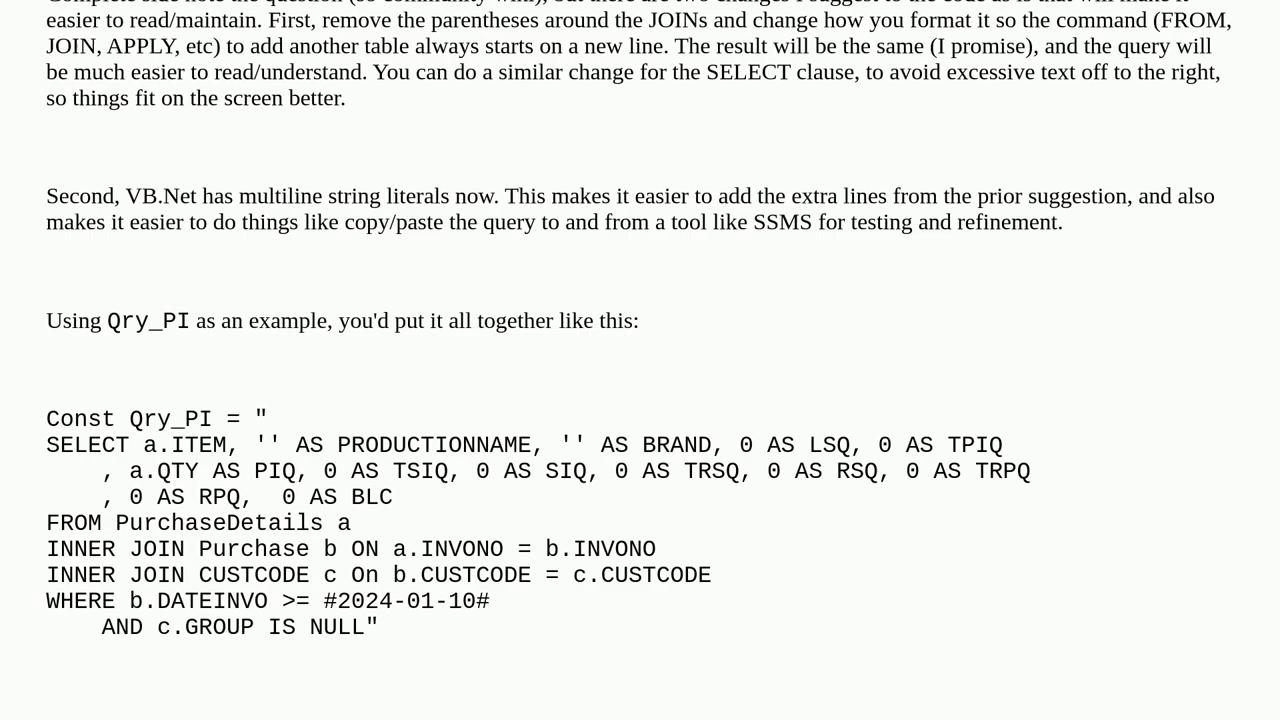 easier to read/maintain. First, remove the parentheses around the JOINs and change how you format it so the command (FROM,
JOIN, APPLY, etc) to add another table always starts on a new line. The result will be the same (I promise), and the query will
be much easier to read/understand. You can do a similar change for the SELECT clause, to avoid excessive text off to the right,
so things fit on the screen better.
Second, VB.Net has multiline string literals now. This makes it easier to add the extra lines from the prior suggestion, and also
makes it easier to do things like copy/paste the query to and from a tool like SSMS for testing and refinement.
Using Qry_PI as an example, you'd put it all together like this:
Const Qry_PI = "
SELECT a.ITEM, '' AS PRODUCTIONNAME, '' AS BRAND, 0 AS LSQ, 0 AS TPIQ
    , a.QTY AS PIQ, 0 AS TSIQ, 0 AS SIQ, 0 AS TRSQ, 0 AS RSQ, 0 AS TRPQ
    , 0 AS RPQ,  0 AS BLC
FROM PurchaseDetails a
INNER JOIN Purchase b ON a.INVONO = b.INVONO
INNER JOIN CUSTCODE c On b.CUSTCODE = c.CUSTCODE
WHERE b.DATEINVO >= #2024-01-10#
    AND c.GROUP IS NULL"